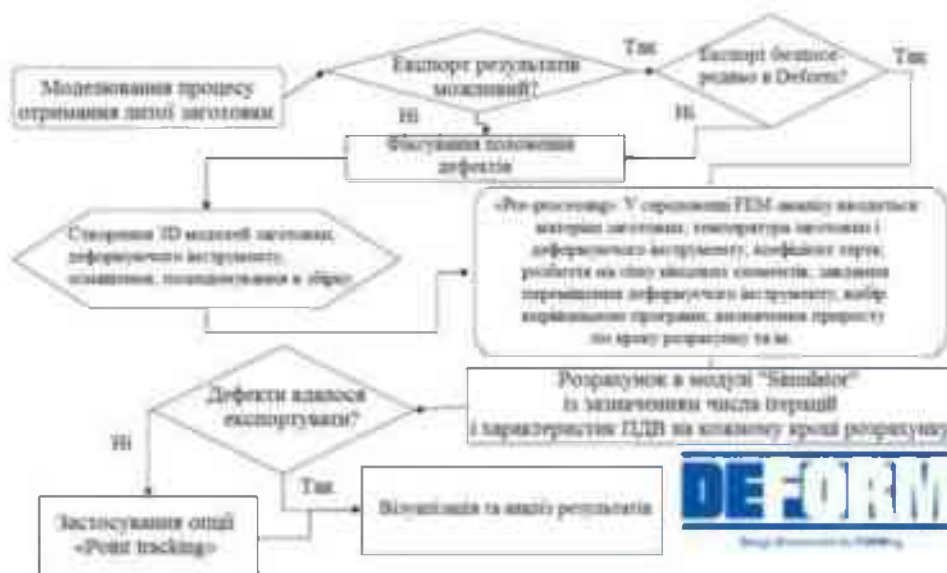 Моделювання процесу
отримання литої заготовки
Експорт результатів
можливий?
Так
Експорт безпосе-
редньо в Deform?
Так
Ні
Ні
Фіксування положення
дефектів
Створення 3D моделей заготовки,
деформуючого інструменту,
позиціонування в збірці
«Pre-processing» У середовищі FEM-аналізу вводиться
матеріал заготовки, температура заготовки і
деформуючого інструменту, коефіцієнт тертя,
розбиття на сітку кінцевих елементів, завдання
переміщення деформуючого інструменту, вибір
програми, визначення приросту
по кроку розрахунку та ін.
Розрахунок в модулі "Simulator"
із зазначенням числа ітерацій
і характеристик ПДВ на кожному кроці розрахунку
Дефекти вдалося
експортувати?
Ні
Так
Застосування опції
«Point tracking»
Візуалізація та аналіз результатів
DEFORM